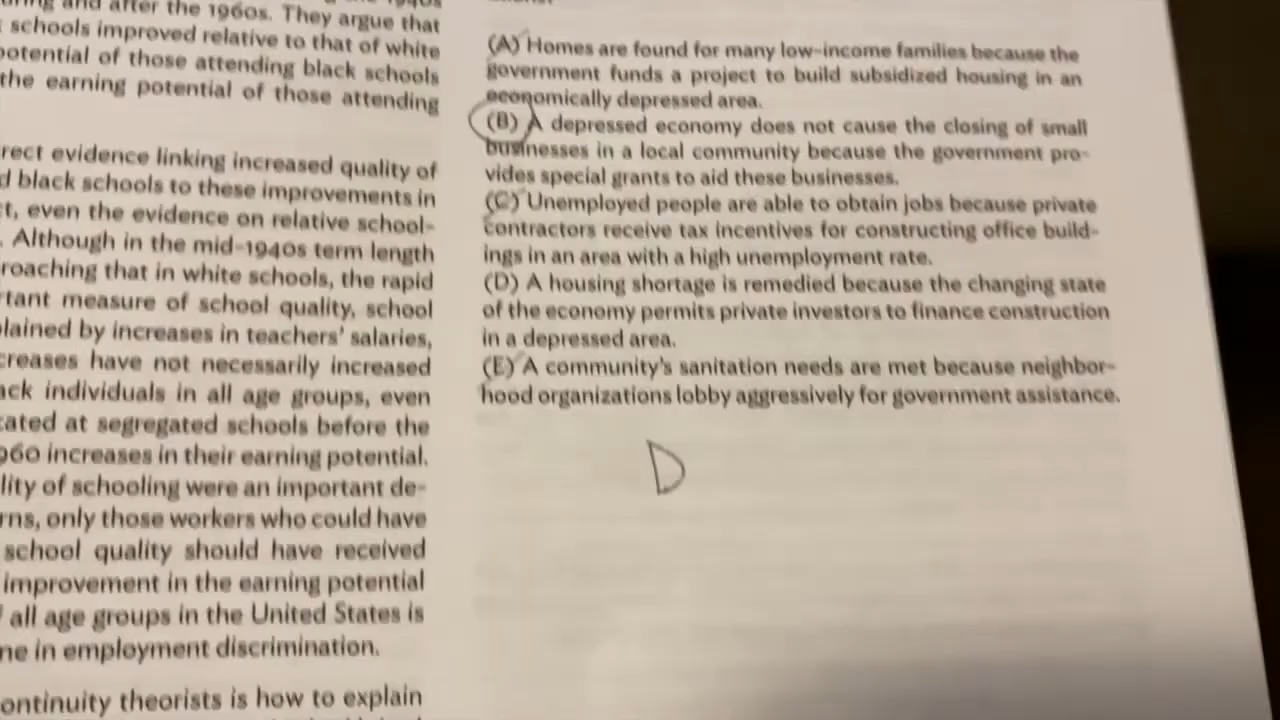 and after the 1960s. They argue that
schools improved relative to that of white
potential of those attending black schools
the earning potential of those attending
rect evidence linking increased quality of
d black schools to these improvements in
t, even the evidence on relative school-
. Although in the mid-1940s term length
roaching that in white schools, the rapid
rtant measure of school quality, school
lained by increases in teachers' salaries,
creases have not necessarily increased
ack individuals in all age groups, even
cated at segregated schools before the
960 increases in their earning potential.
lity of schooling were an important de-
rns, only those workers who could have
school quality should have received
improvement in the earning potential
all age groups in the United States is
ne in employment discrimination.
ontinuity theorists is how to explain
(A) Homes are found for many low-income families because the
government funds a project to build subsidized housing in an
economically depressed area.
(B) A depressed economy does not cause the closing of small
businesses in a local community because the government pro-
vides special grants to aid these businesses.
(C) Unemployed people are able to obtain jobs because private
contractors receive tax incentives for constructing office build-
ings in an area with a high unemployment rate.
(D) A housing shortage is remedied because the changing state
of the economy permits private investors to finance construction
in a depressed area.
(E) A community's sanitation needs are met because neighbor-
hood organizations lobby aggressively for government assistance.
D